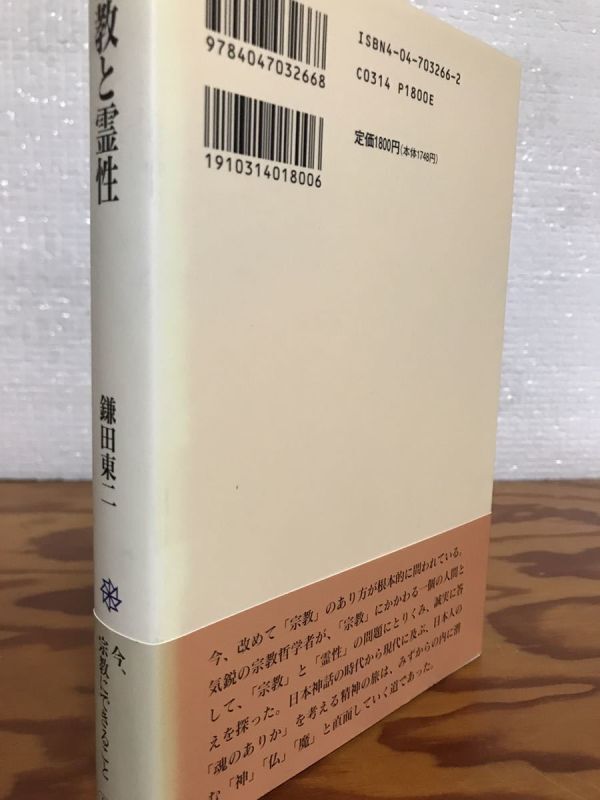 教と霊性
鎌田東二
今、
宗教にできること
9784047032668
1910314018006
ISBN4-04-703266-2
C0314 P1800E
定価1800円(本体1748円)
今、改めて「宗教」のあり方が根本的に問われている。
気鋭の宗教哲学者が、「宗教」にかかわる一個の人間と
して、「宗教」と「霊性」の問題にとりくみ、誠実に答
えを探った。日本神話の時代から現代に及ぶ、日本人の
「魂のありか」を考える精神の旅は、みずからの内に潜
む「神」「仏」「魔」と直面していく道であった。